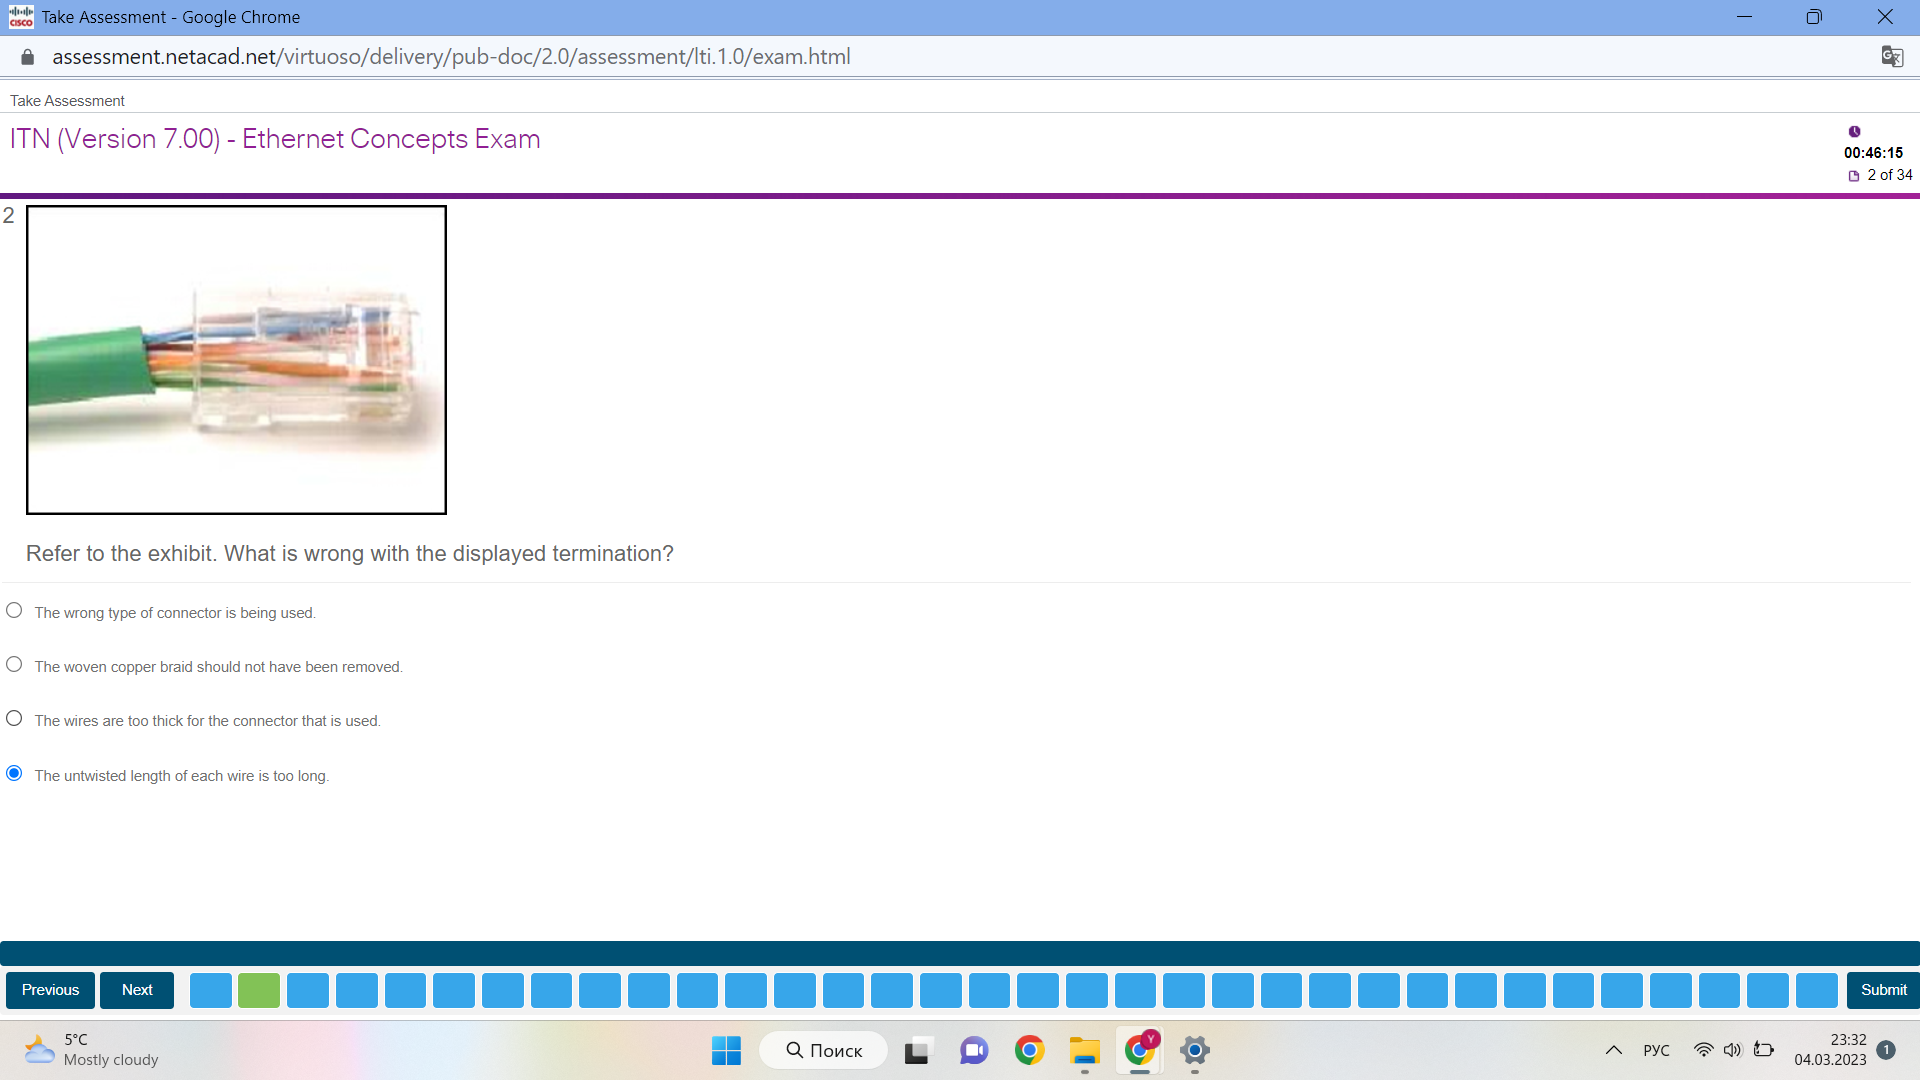 Take Assessment - Google Chrome
assessment.netacad.net/virtuoso/delivery/pub-doc/2.0/assessment/lti.1.0/exam.html
Take Assessment
ITN (Version 7.00) - Ethernet Concepts Exam
00:46:15
2 of 34
2
Refer to the exhibit. What is wrong with the displayed termination?
The wrong type of connector is being used.
The woven copper braid should not have been removed.
The wires are too thick for the connector that is used.
The untwisted length of each wire is too long.
Previous
Next
Submit
5°C
Mostly cloudy
Поиск
Y
РУС
23:32
04.03.2023
1
CISCO